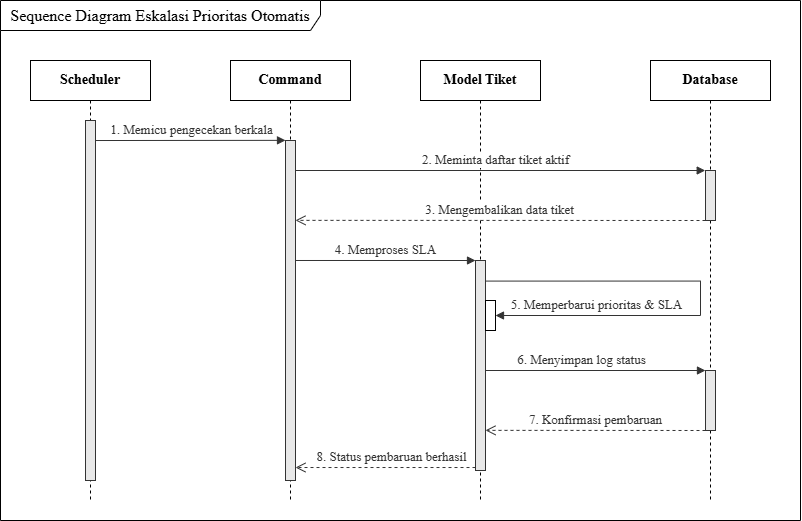 Sequence Diagram Eskalasi Prioritas Otomatis
Scheduler
Command
Model Tiket
Database
1. Memicu pengecekan berkala
2. Meminta daftar tiket aktif
3. Mengembalikan data tiket
4. Memproses SLA
5. Memperbarui prioritas & SLA
6. Menyimpan log status
7. Konfirmasi pembaruan
8. Status pembaruan berhasil